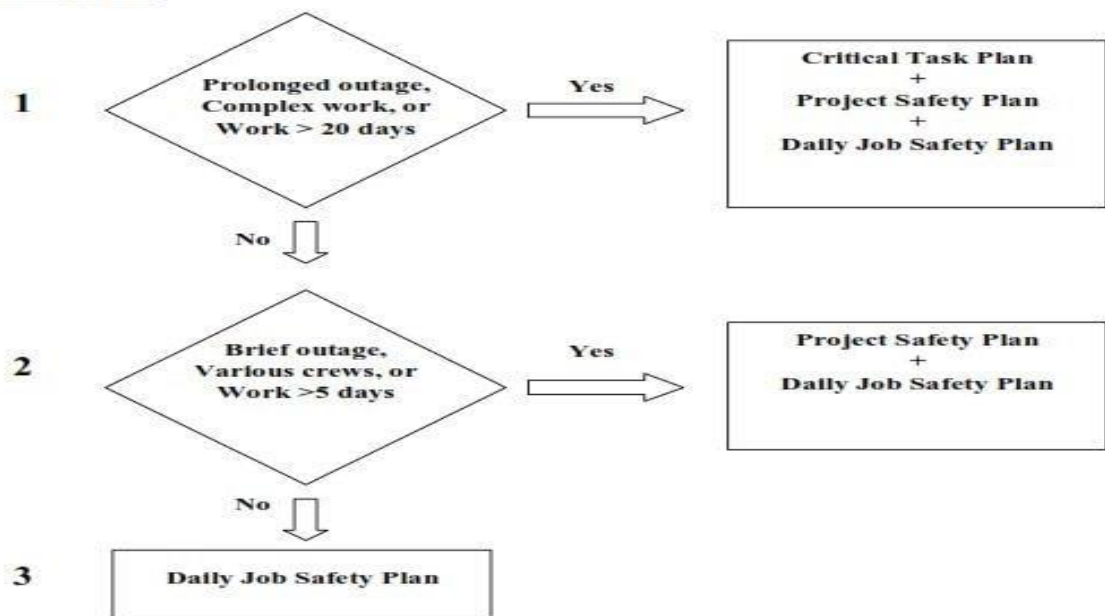 1
Prolonged outage,
Complex work, or
Work > 20 days
Yes
Critical Task Plan
+
Project Safety Plan
+
Daily Job Safety Plan
No
2
Brief outage,
Various crews, or
Work >5 days
Yes
Project Safety Plan
+
Daily Job Safety Plan
No
3
Daily Job Safety Plan